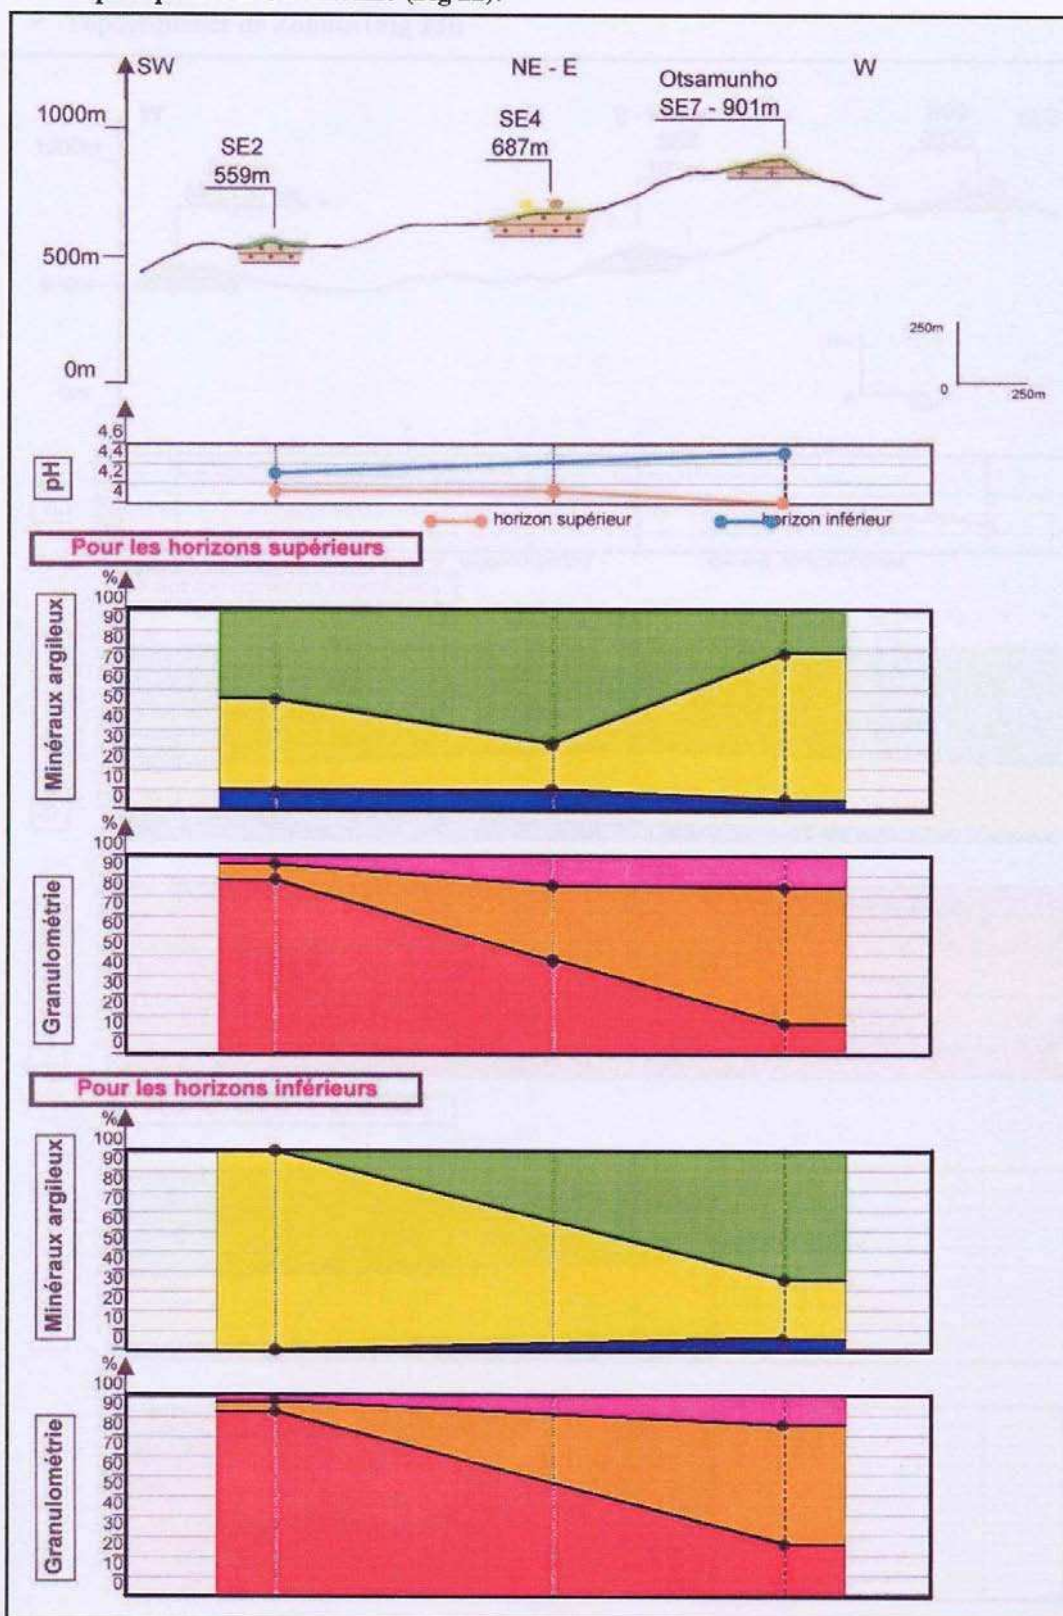 SW NE - E W
Otsamunho
SE7 - 901m
1000m
SE4
687m
SE2
559m
500m
250m
0m
0
250m
pH
4,6
4,4
4,2
4
horizon supérieur horizon inférieur
Pour les horizons supérieurs
Minéraux argileux
%
100
90
80
70
60
50
40
30
20
10
0
Granulométrie
%
100
90
80
70
60
50
40
30
20
10
0
Pour les horizons inférieurs
Minéraux argileux
%
100
90
80
70
60
50
40
30
20
10
0
Granulométrie
%
100
90
80
70
60
50
40
30
20
10
0